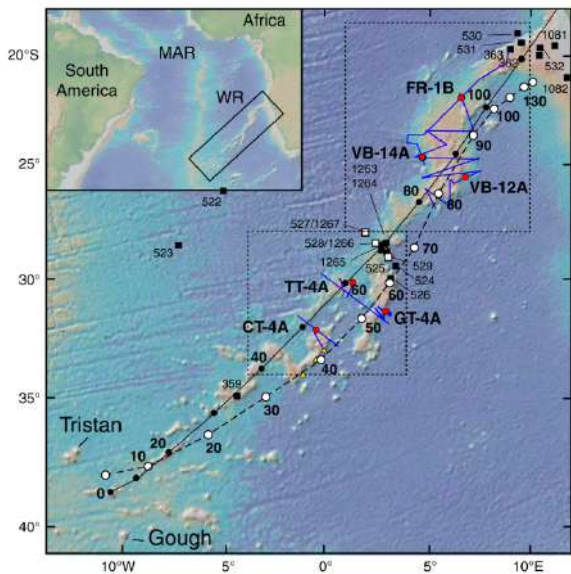 Africa
MAR
South
America
WR
20°S
25°
30°
35°
40°
10°W
5°
0°
5°
10°E
530
531
363
362
1081
532
1082
FR-1B
100
130
100
90
VB-14A
1253
1264
VB-12A
80
80
522
527/1267
528/1266
1265
525
529
524
526
523
70
TT-4A
60
60
GT-4A
CT-4A
50
40
40
359
30
20
20
10
0
Tristan
Gough